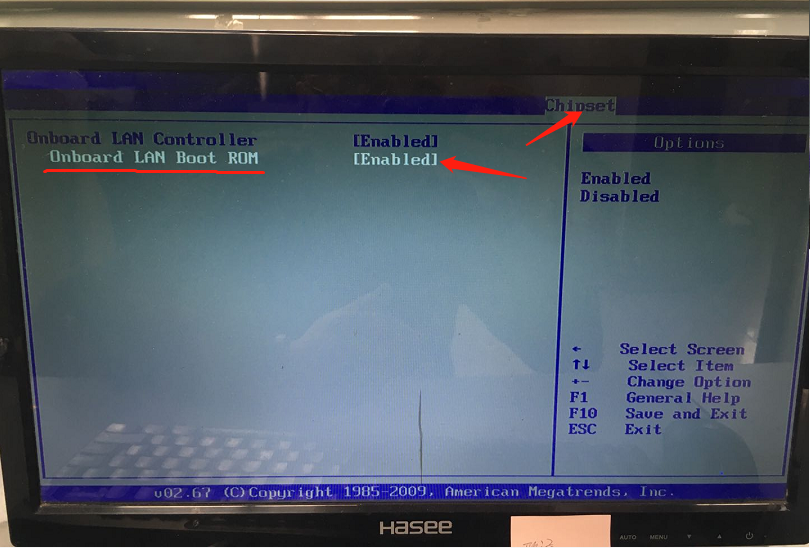 Chipset
Onboard LAN Controller [Enabled]
Onboard LAN Boot ROM [Enabled]
Options
Enabled
Disabled
← Select Screen
↑↓ Select Item
+- Change Option
F1 General Help
F10 Save and Exit
ESC Exit
v02.67 (C)Copyright 1985-2009, American Megatrends, Inc.
Hasee
AUTO MENU